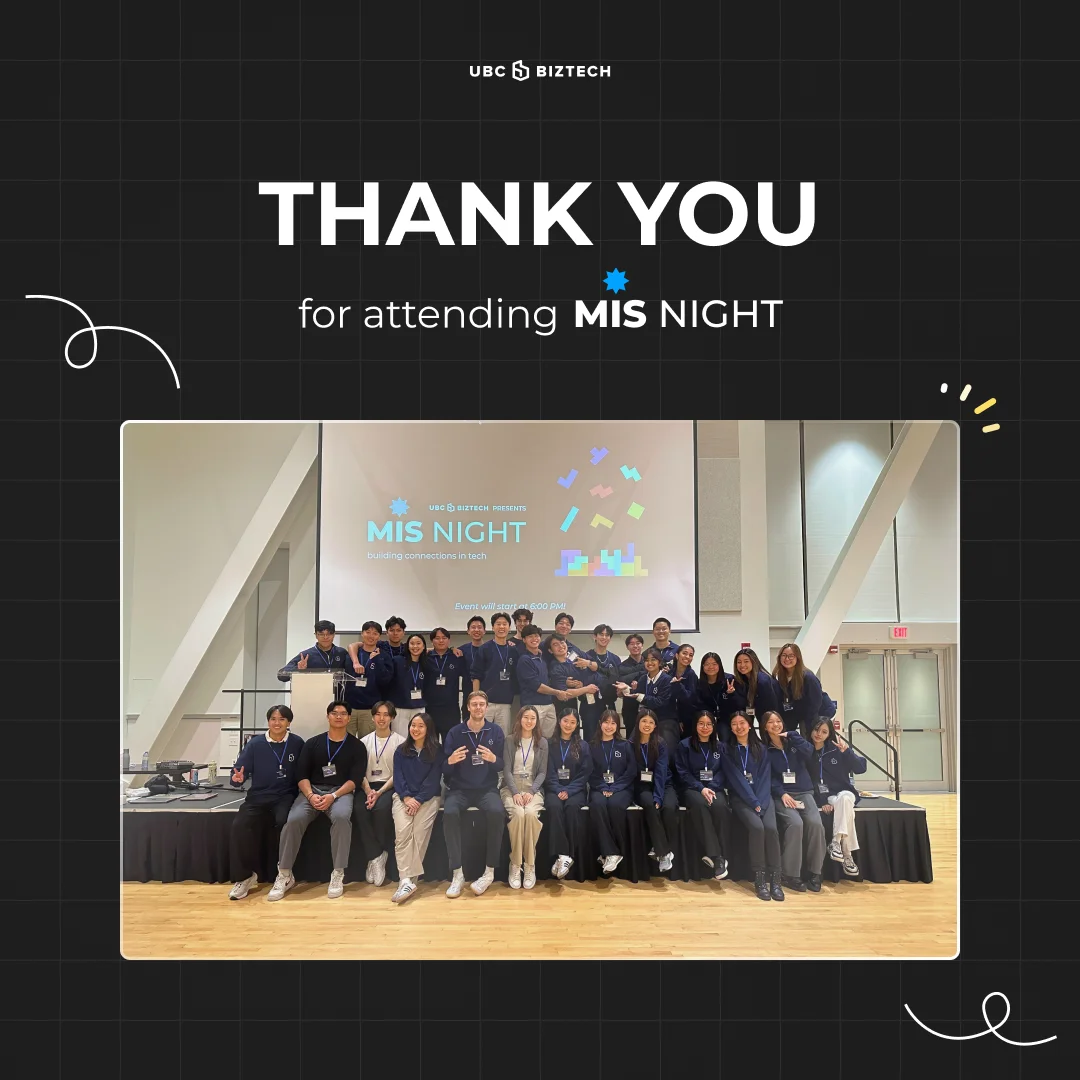 UBC BIZTECH
THANK YOU
for attending MIS NIGHT
UBC BIZTECH PRESENTS
MIS NIGHT
building connections in tech
Event will start at 6:00 PM!
EXIT